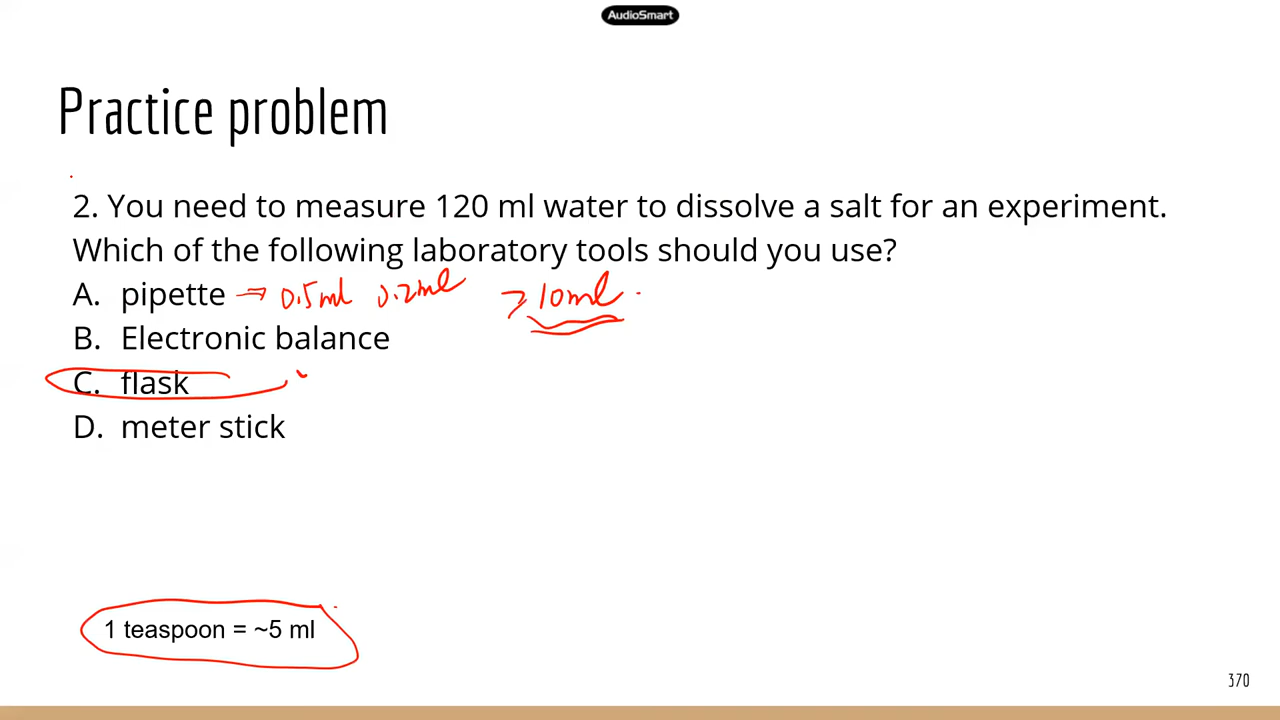 AudioSmart
Practice problem
2. You need to measure 120 ml water to dissolve a salt for an experiment.
Which of the following laboratory tools should you use?
A. pipette → 0.5ml 0.2ml >10ml.
B. Electronic balance
C. flask
D. meter stick
1 teaspoon = ~5 ml
370